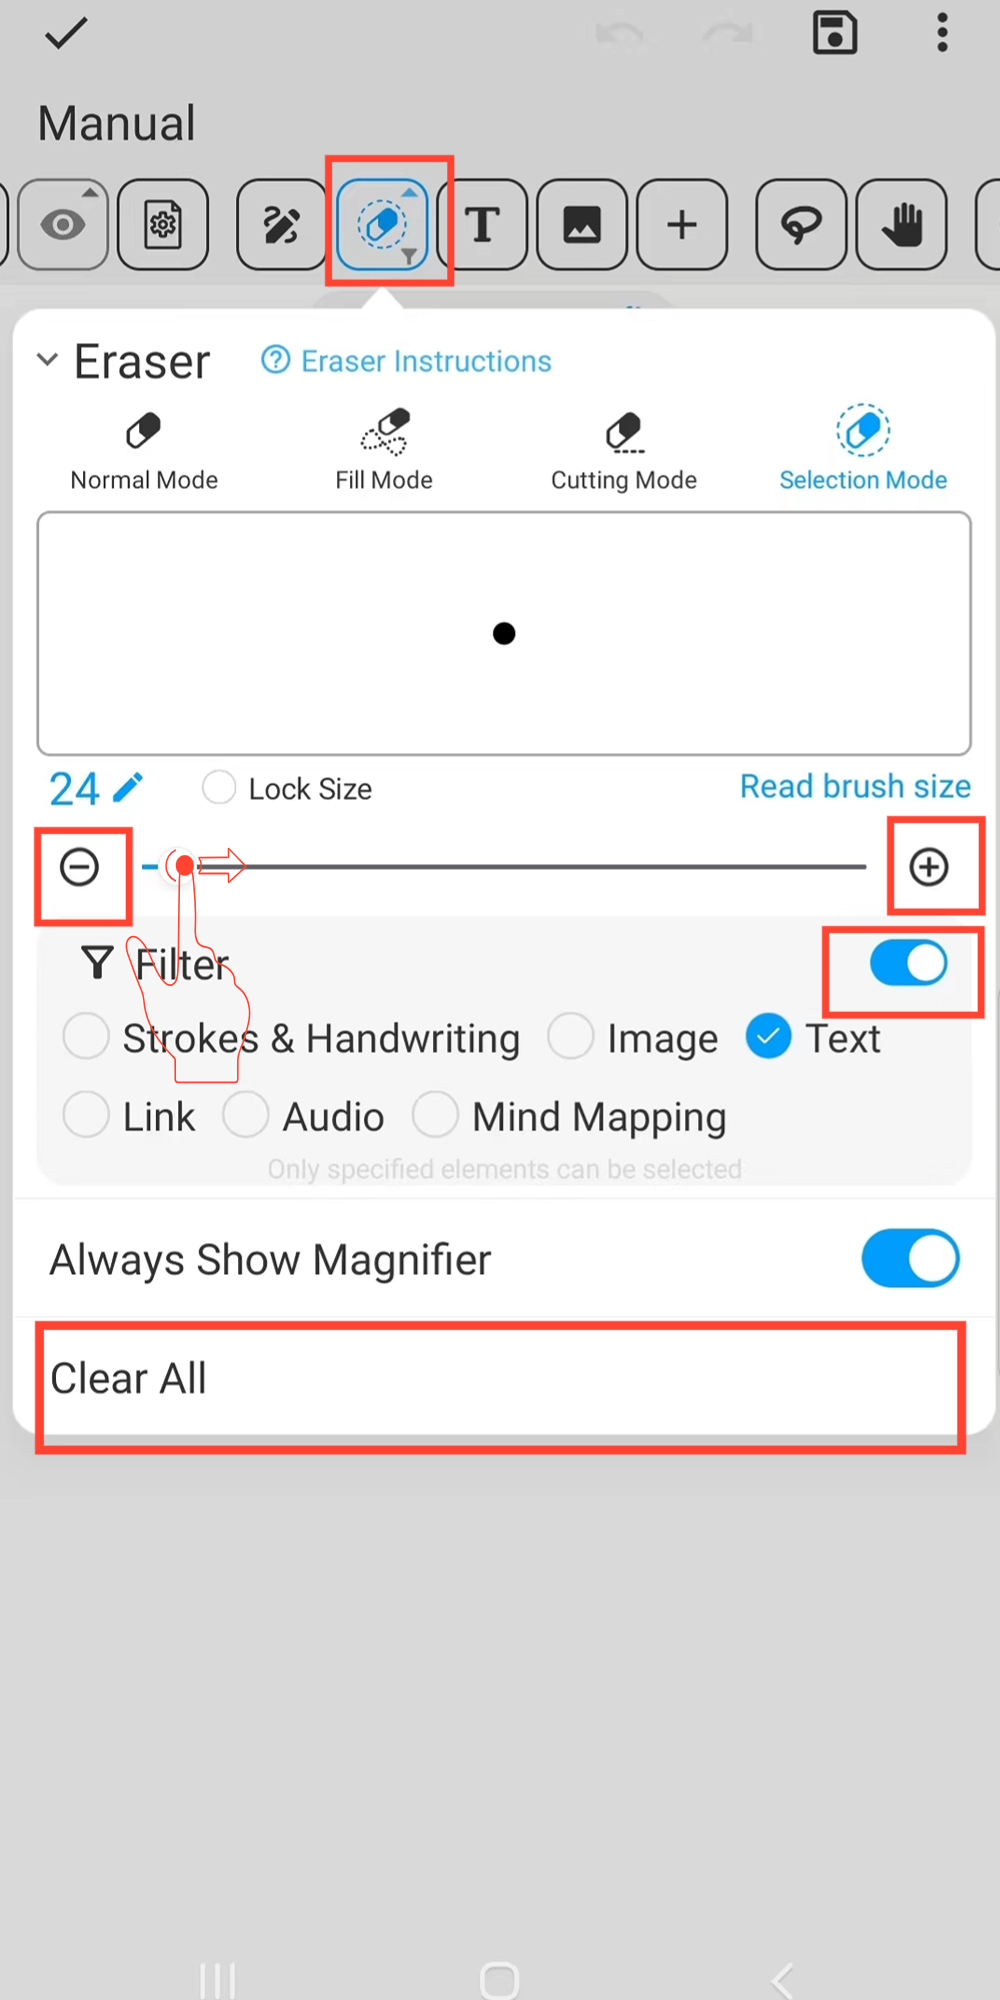 Manual
T
Eraser Eraser Instructions
Normal Mode Fill Mode Cutting Mode Selection Mode
24 Lock Size Read brush size
Filter
Strokes & Handwriting Image Text
Link Audio Mind Mapping
Only specified elements can be selected
Always Show Magnifier
Clear All